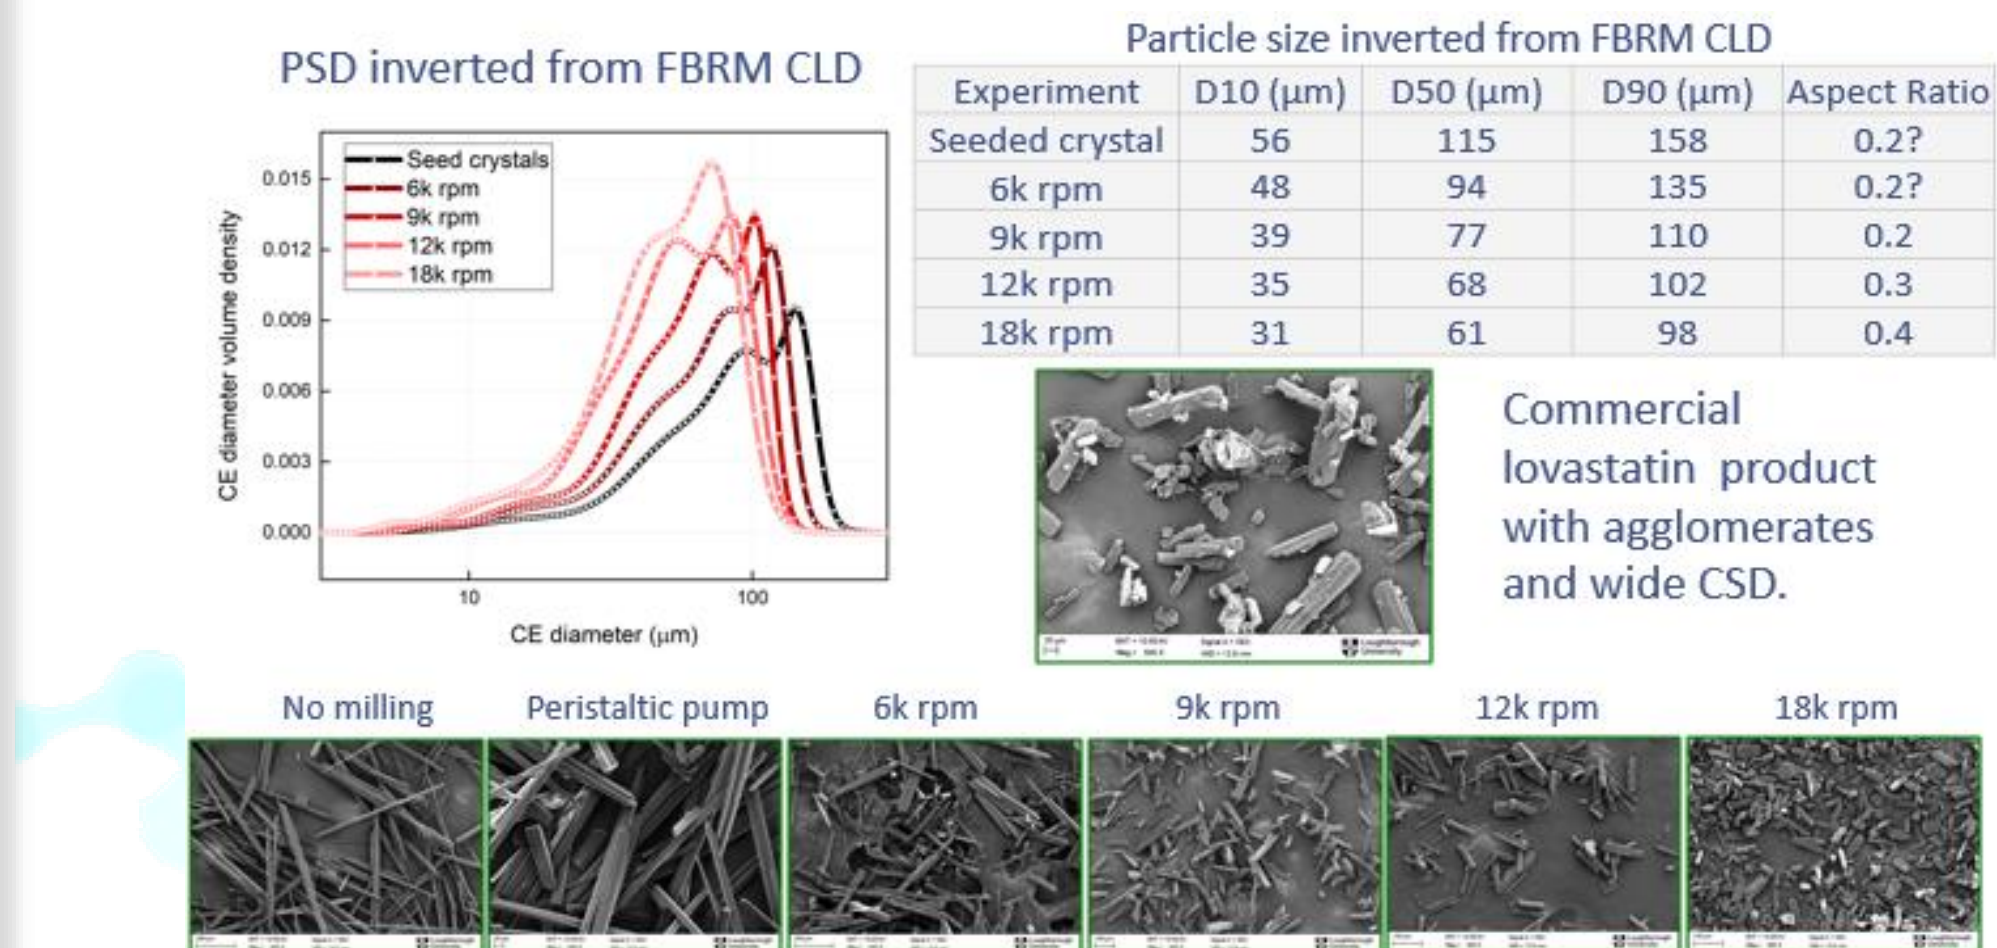 PSD inverted from FBRM CLD
Seed crystals
6k rpm
9k rpm
12k rpm
18k rpm
CE diameter volume density
0.015
0.012
0.009
0.006
0.003
0.000
10
100
CE diameter (μm)
Particle size inverted from FBRM CLD
Experiment D10 (μm) D50 (μm) D90 (μm) Aspect Ratio
Seeded crystal 56 115 158 0.2?
6k rpm 48 94 135 0.2?
9k rpm 39 77 110 0.2
12k rpm 35 68 102 0.3
18k rpm 31 61 98 0.4
Loughborough
University
Commercial
lovastatin product
with agglomerates
and wide CSD.
No milling
Peristaltic pump
6k rpm
9k rpm
12k rpm
18k rpm